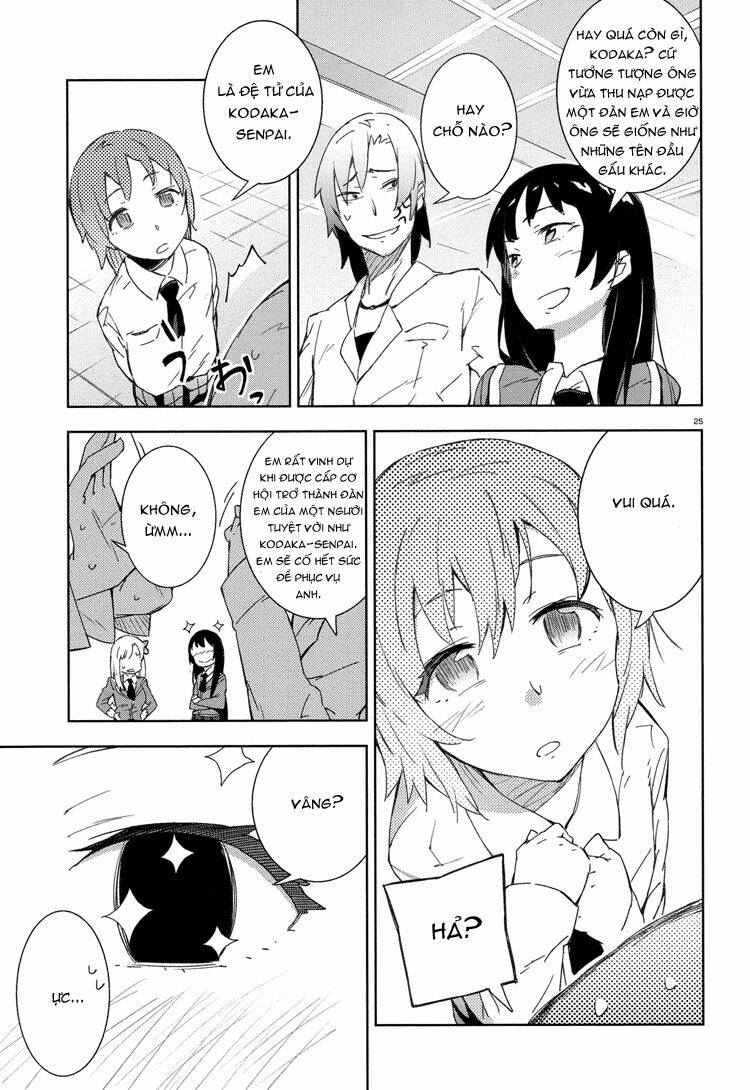 HAY QUÁ CÒN GÌ,
KODAKA? CỨ
TƯỞNG TƯỢNG ÔNG
VỪA THU NẠP ĐƯỢC
MỘT ĐÀN EM VÀ GIỜ
ÔNG SẼ GIỐNG NHƯ
NHỮNG TÊN ĐẦU
GẤU KHÁC.
HAY
CHỖ NÀO?
EM
LÀ ĐỆ TỬ CỦA
KODAKA-
SENPAI.
おずっ
25
VUI QUÁ.
HẢ?
EM RẤT VINH DỰ
KHI ĐƯỢC CẤP CƠ
HỘI TRỞ THÀNH ĐÀN
EM CỦA MỘT NGƯỜI
TUYỆT VỜI NHƯ
KODAKA-SENPAI.
EM SẼ CỐ HẾT SỨC
ĐỂ PHỤC VỤ
ANH.
KHÔNG,
ỪMM...
VÂNG?
ỰC...